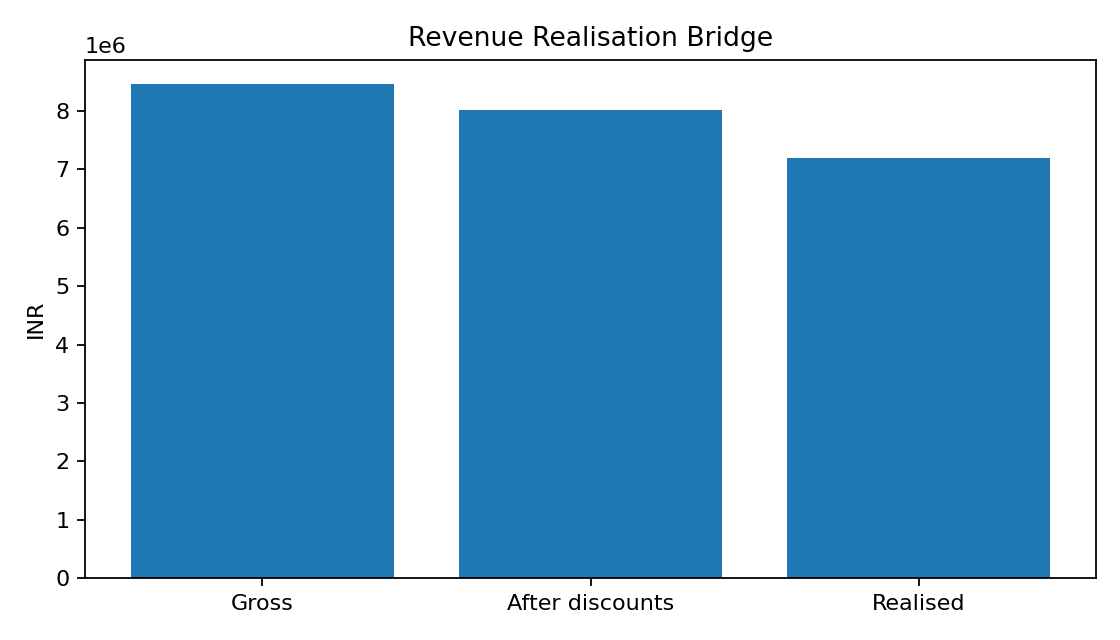 Revenue Realisation Bridge
1e6
8
7
6
5
4
3
2
1
0
INR
Gross
After discounts
Realised